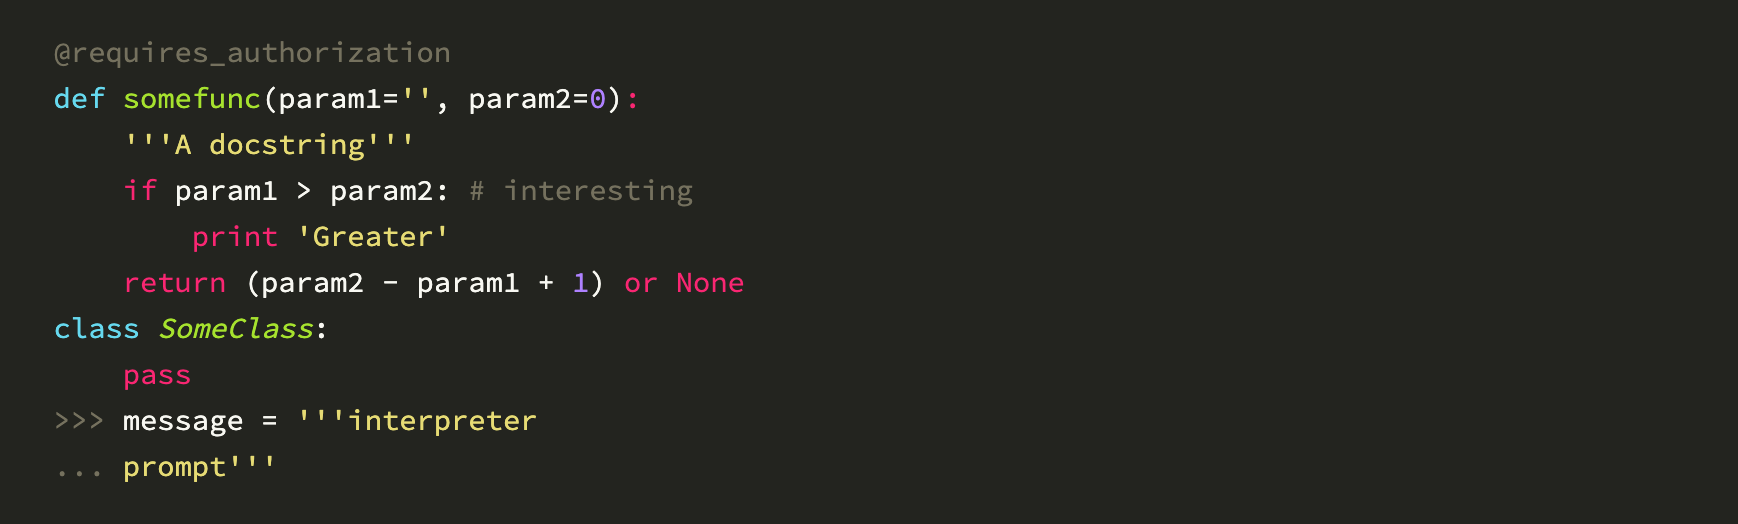 @requires_authorization
def somefunc(param1='', param2=0):
    '''A docstring'''
    if param1 > param2: # interesting
        print 'Greater'
    return (param2 - param1 + 1) or None
class SomeClass:
    pass
>>> message = '''interpreter
... prompt'''